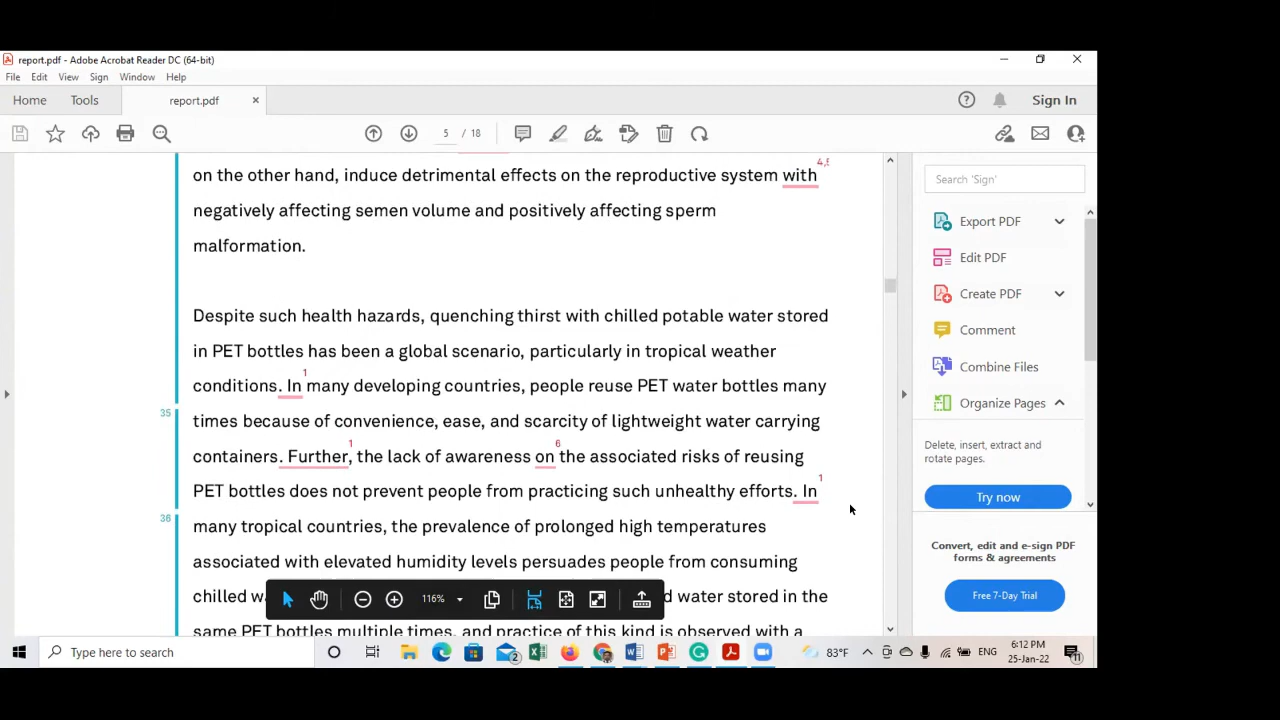 report.pdf - Adobe Acrobat Reader DC (64-bit)
File Edit View Sign Window Help
Home Tools report.pdf × Sign In
5 / 18
Search 'Sign'
4,5
on the other hand, induce detrimental effects on the reproductive system with
negatively affecting semen volume and positively affecting sperm
malformation.
Despite such health hazards, quenching thirst with chilled potable water stored
in PET bottles has been a global scenario, particularly in tropical weather
1
conditions. In many developing countries, people reuse PET water bottles many
35
times because of convenience, ease, and scarcity of lightweight water carrying
1 6
containers. Further, the lack of awareness on the associated risks of reusing
1
PET bottles does not prevent people from practicing such unhealthy efforts. In
36
many tropical countries, the prevalence of prolonged high temperatures
associated with elevated humidity levels persuades people from consuming
chilled w d water stored in the
same PET bottles multiple times, and practice of this kind is observed with a
116%
Export PDF
Edit PDF
Create PDF
Comment
Combine Files
Organize Pages
Delete, insert, extract and
rotate pages.
Try now
Convert, edit and e-sign PDF
forms & agreements
Free 7-Day Trial
Type here to search
2
83°F
ENG
6:12 PM
25-Jan-22
11